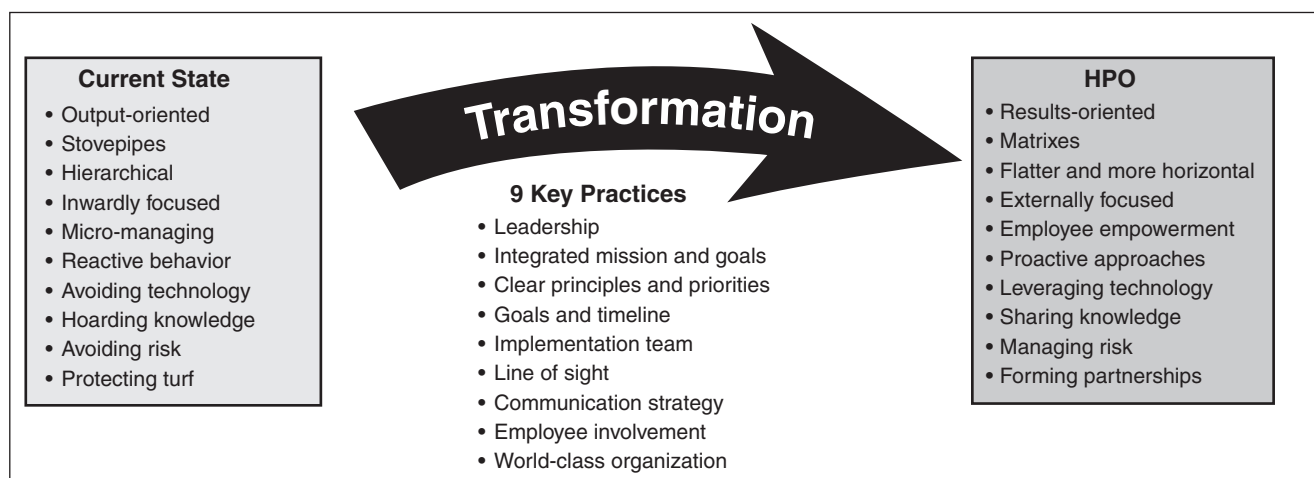 Current State
• Output-oriented
• Stovepipes
• Hierarchical
• Inwardly focused
• Micro-managing
• Reactive behavior
• Avoiding technology
• Hoarding knowledge
• Avoiding risk
• Protecting turf
Transformation
9 Key Practices
• Leadership
• Integrated mission and goals
• Clear principles and priorities
• Goals and timeline
• Implementation team
• Line of sight
• Communication strategy
• Employee involvement
• World-class organization
HPO
• Results-oriented
• Matrixes
• Flatter and more horizontal
• Externally focused
• Employee empowerment
• Proactive approaches
• Leveraging technology
• Sharing knowledge
• Managing risk
• Forming partnerships